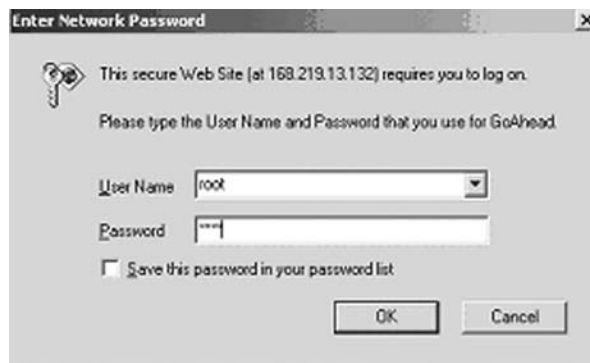 Enter Network Password
This secure Web Site (at 168.219.13.132) requires you to log on.
Please type the User Name and Password that you use for GoAhead.
User Name root
Password ****
Save this password in your password list
OK Cancel